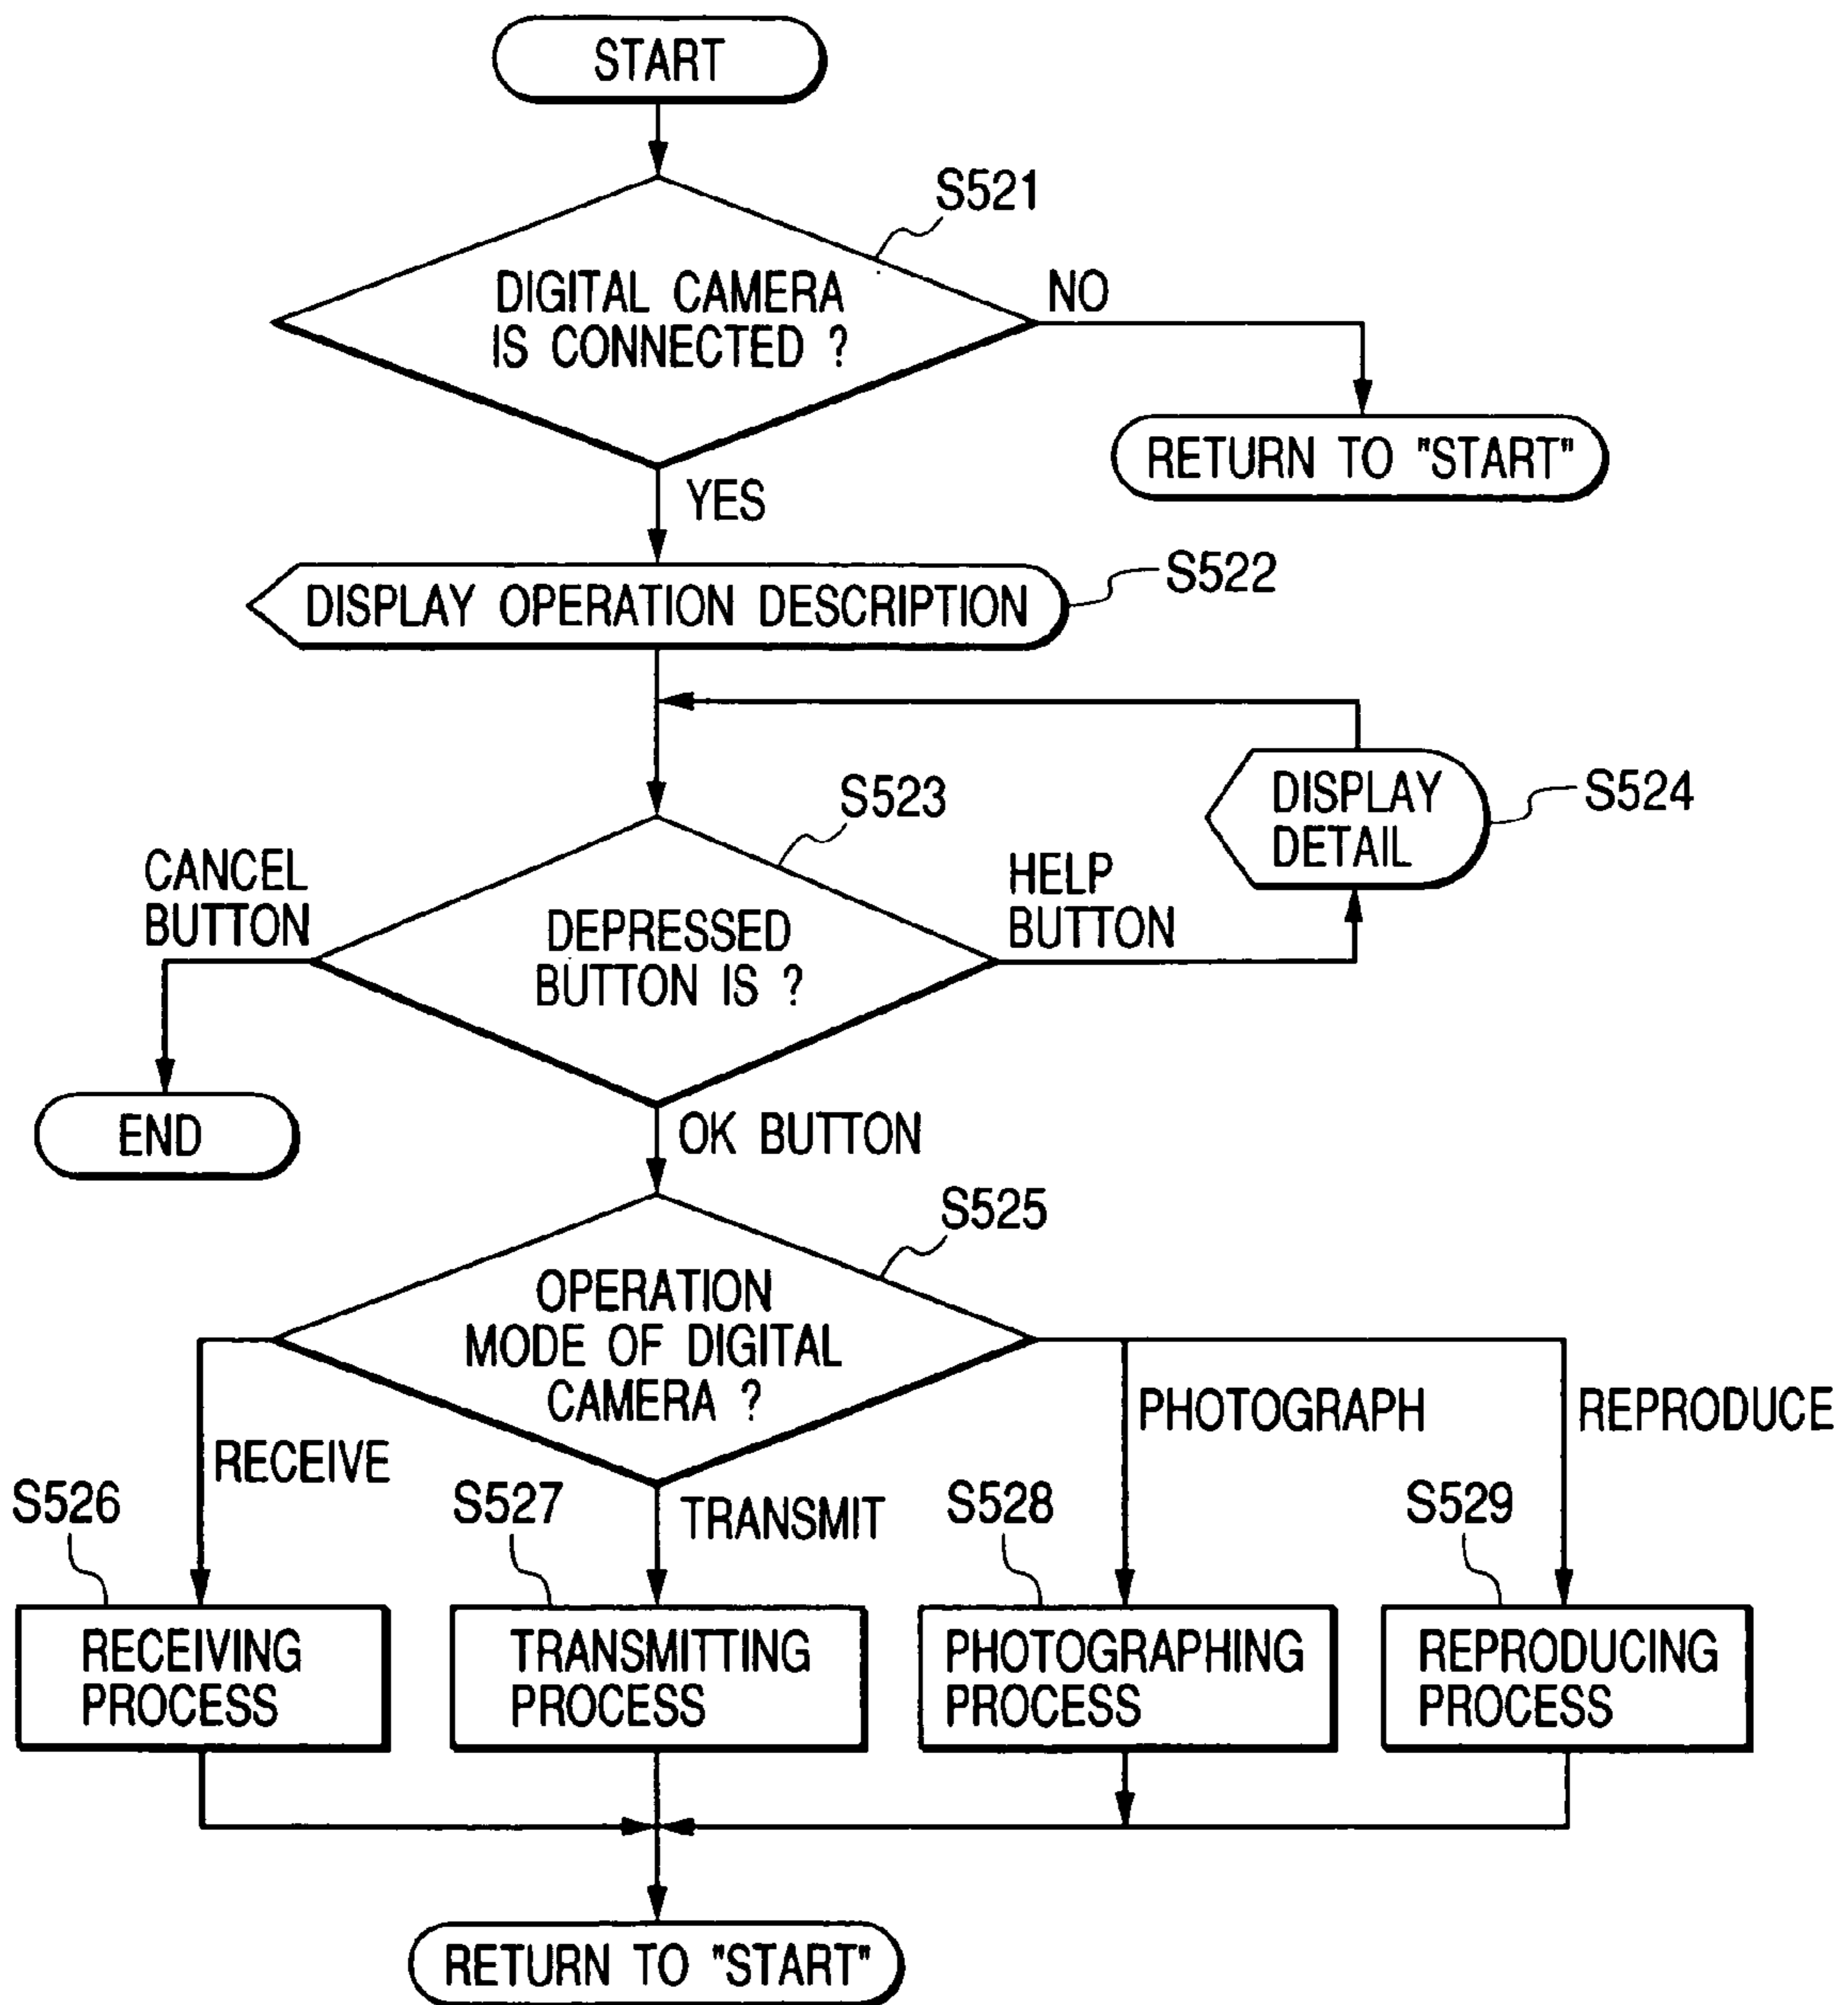 START
S521
DIGITAL CAMERA
IS CONNECTED ?
NO
RETURN TO "START"
YES
DISPLAY OPERATION DESCRIPTION
S522
S523
DISPLAY
DETAIL
S524
CANCEL
BUTTON
DEPRESSED
BUTTON IS ?
HELP
BUTTON
END
OK BUTTON
S525
OPERATION
MODE OF DIGITAL
CAMERA ?
RECEIVE
TRANSMIT
PHOTOGRAPH
REPRODUCE
S526
S527
S528
S529
RECEIVING
PROCESS
TRANSMITTING
PROCESS
PHOTOGRAPHING
PROCESS
REPRODUCING
PROCESS
RETURN TO "START"